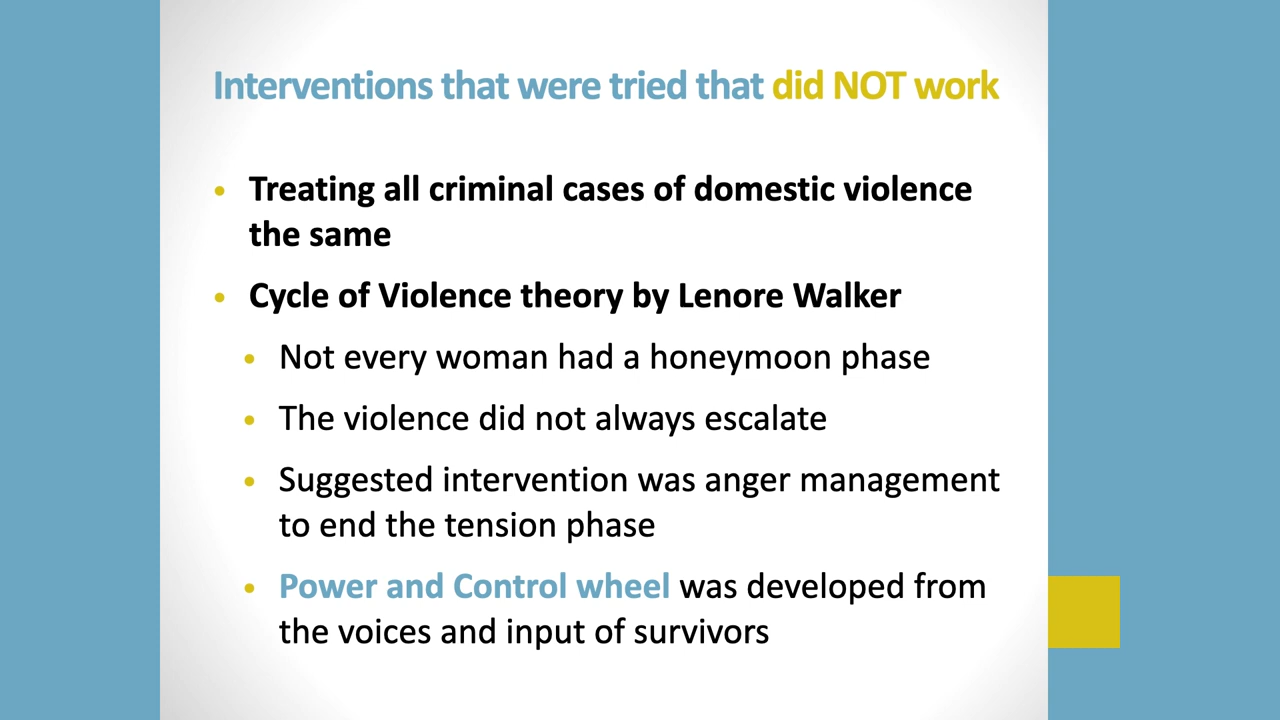 Interventions that were tried that did NOT work
• Treating all criminal cases of domestic violence
the same
• Cycle of Violence theory by Lenore Walker
• Not every woman had a honeymoon phase
• The violence did not always escalate
• Suggested intervention was anger management
to end the tension phase
• Power and Control wheel was developed from
the voices and input of survivors